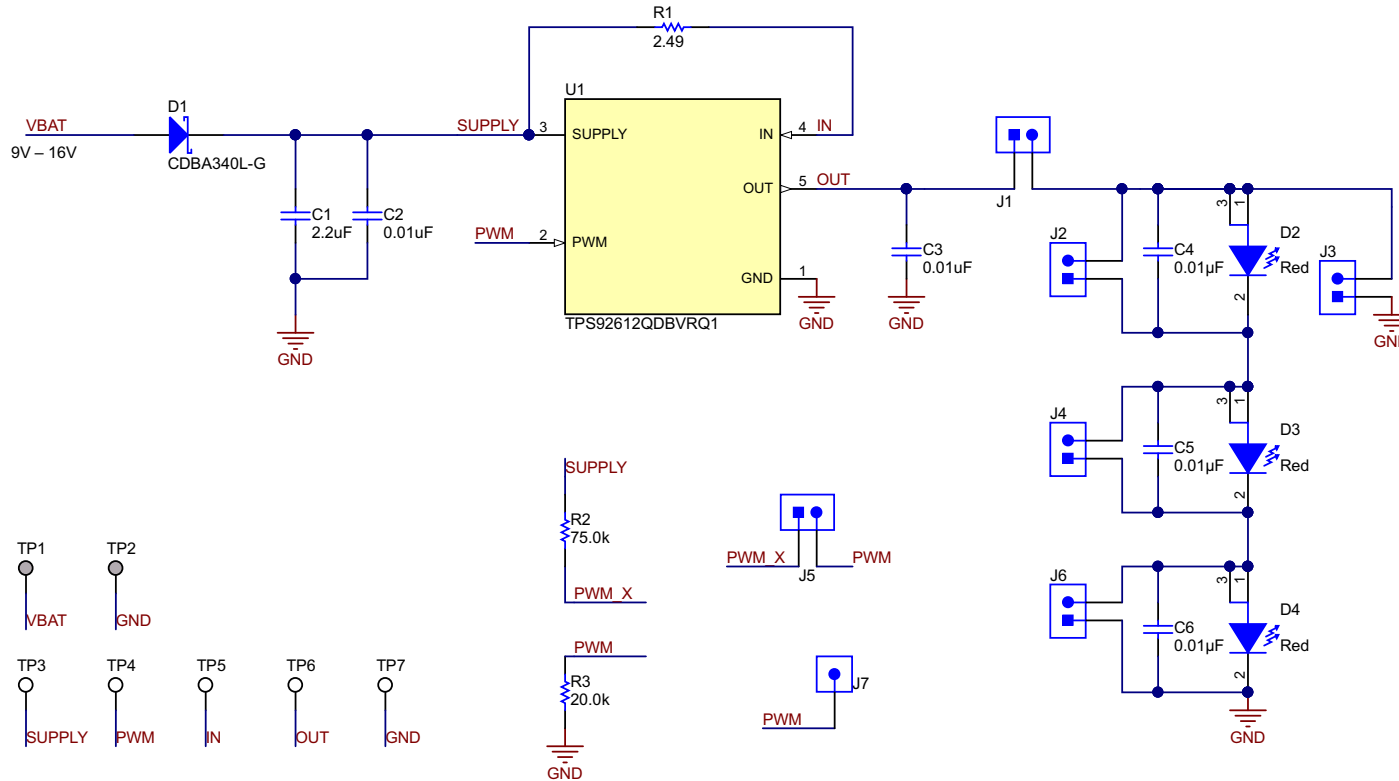 R1
2.49
U1
D1
VBAT
9V – 16V
CDBA340L-G
SUPPLY
3
SUPPLY
IN
4
IN
C1
2.2uF
C2
0.01uF
PWM
2
PWM
OUT
5
OUT
GND
1
GND
TPS92612QDBVRQ1
GND
C3
0.01uF
GND
J1
J2
C4
0.01µF
3
1
D2
Red
2
J3
GN
J4
C5
0.01µF
3
1
D3
Red
2
J6
C6
0.01µF
3
1
D4
Red
2
GND
SUPPLY
R2
75.0k
PWM_X
PWM
R3
20.0k
GND
PWM_X
J5
PWM
J7
PWM
TP1
VBAT
TP2
GND
TP3
SUPPLY
TP4
PWM
TP5
IN
TP6
OUT
TP7
GND